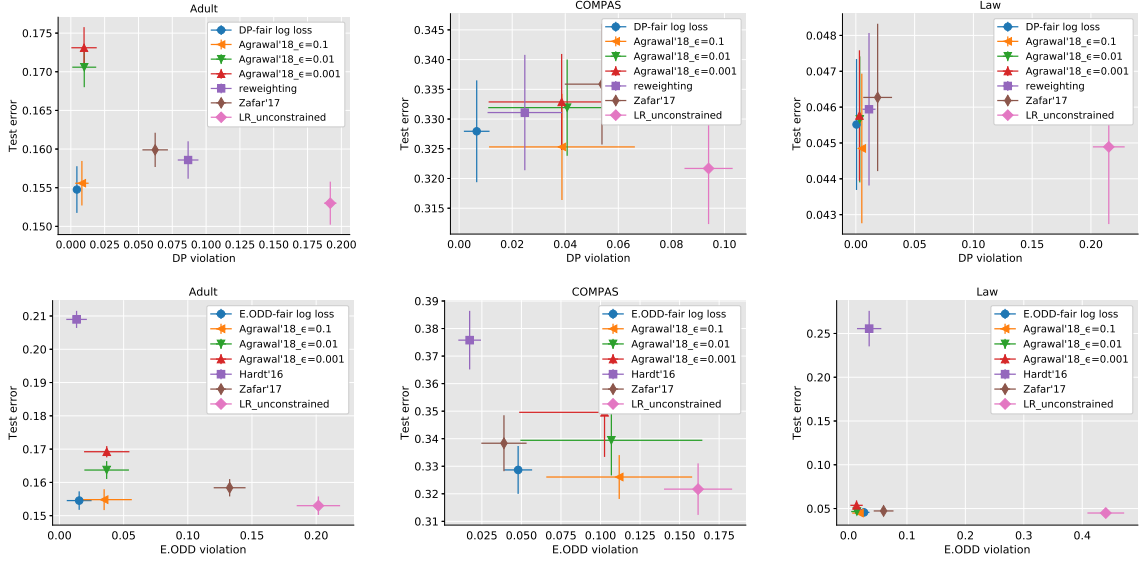 Adult
0.175
0.170
0.165
0.160
0.155
0.150
Test error
DP-fair log loss
Agrawal'18_ϵ=0.1
Agrawal'18_ϵ=0.01
Agrawal'18_ϵ=0.001
reweighting
Zafar'17
LR_unconstrained
0.000 0.025 0.050 0.075 0.100 0.125 0.150 0.175 0.200
DP violation
COMPAS
0.345
0.340
0.335
0.330
0.325
0.320
0.315
Test error
DP-fair log loss
Agrawal'18_ϵ=0.1
Agrawal'18_ϵ=0.01
Agrawal'18_ϵ=0.001
reweighting
Zafar'17
LR_unconstrained
0.00 0.02 0.04 0.06 0.08 0.10
DP violation
Law
0.048
0.047
0.046
0.045
0.044
0.043
Test error
DP-fair log loss
Agrawal'18_ϵ=0.1
Agrawal'18_ϵ=0.01
Agrawal'18_ϵ=0.001
reweighting
Zafar'17
LR_unconstrained
0.00 0.05 0.10 0.15 0.20
DP violation
Adult
0.21
0.20
0.19
0.18
0.17
0.16
0.15
Test error
E.ODD-fair log loss
Agrawal'18_ϵ=0.1
Agrawal'18_ϵ=0.01
Agrawal'18_ϵ=0.001
Hardt'16
Zafar'17
LR_unconstrained
0.00 0.05 0.10 0.15 0.20
E.ODD violation
COMPAS
0.39
0.38
0.37
0.36
0.35
0.34
0.33
0.32
0.31
Test error
E.ODD-fair log loss
Agrawal'18_ϵ=0.1
Agrawal'18_ϵ=0.01
Agrawal'18_ϵ=0.001
Hardt'16
Zafar'17
LR_unconstrained
0.025 0.050 0.075 0.100 0.125 0.150 0.175
E.ODD violation
Law
0.25
0.20
0.15
0.10
0.05
Test error
E.ODD-fair log loss
Agrawal'18_ϵ=0.1
Agrawal'18_ϵ=0.01
Agrawal'18_ϵ=0.001
Hardt'16
Zafar'17
LR_unconstrained
0.0 0.1 0.2 0.3 0.4
E.ODD violation